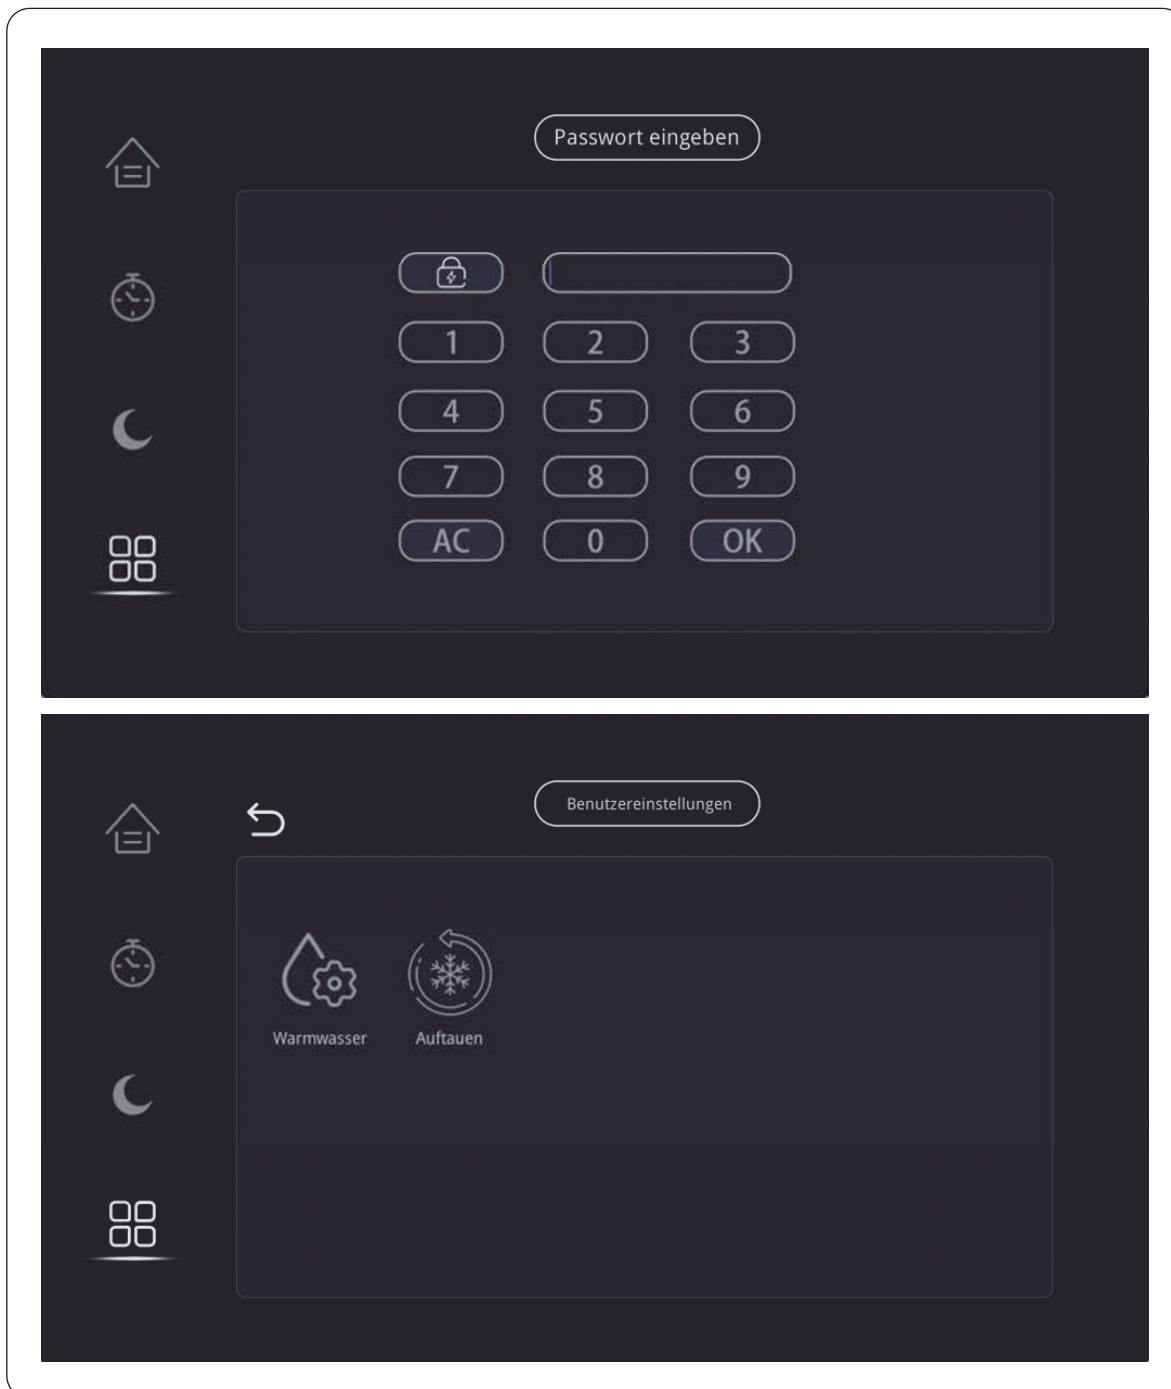 Passwort eingeben
1 2 3
4 5 6
7 8 9
AC 0 OK
Benutzereinstellungen
Warmwasser Auftauen